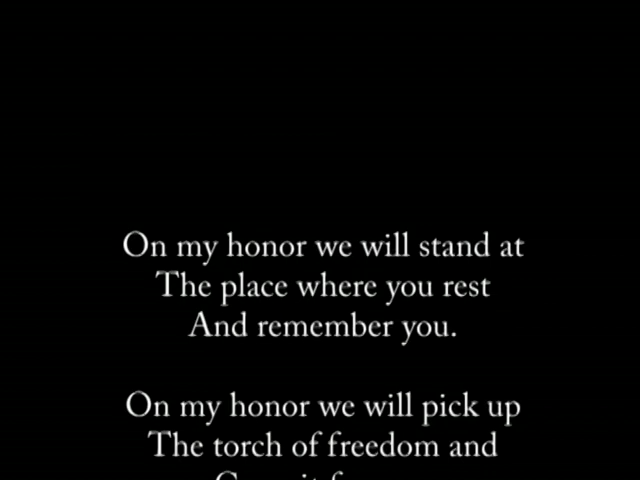 On my honor we will stand at
The place where you rest
And remember you.
On my honor we will pick up
The torch of freedom and